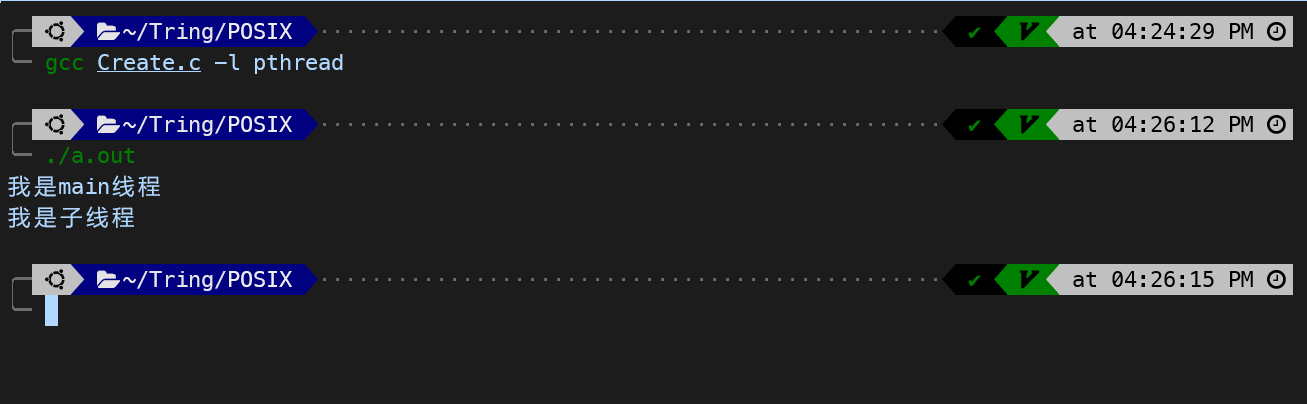 ~/Tring/POSIX ✔ V at 04:24:29 PM
gcc Create.c -l pthread
~/Tring/POSIX ✔ V at 04:26:12 PM
./a.out
我是main线程
我是子线程
~/Tring/POSIX ✔ V at 04:26:15 PM